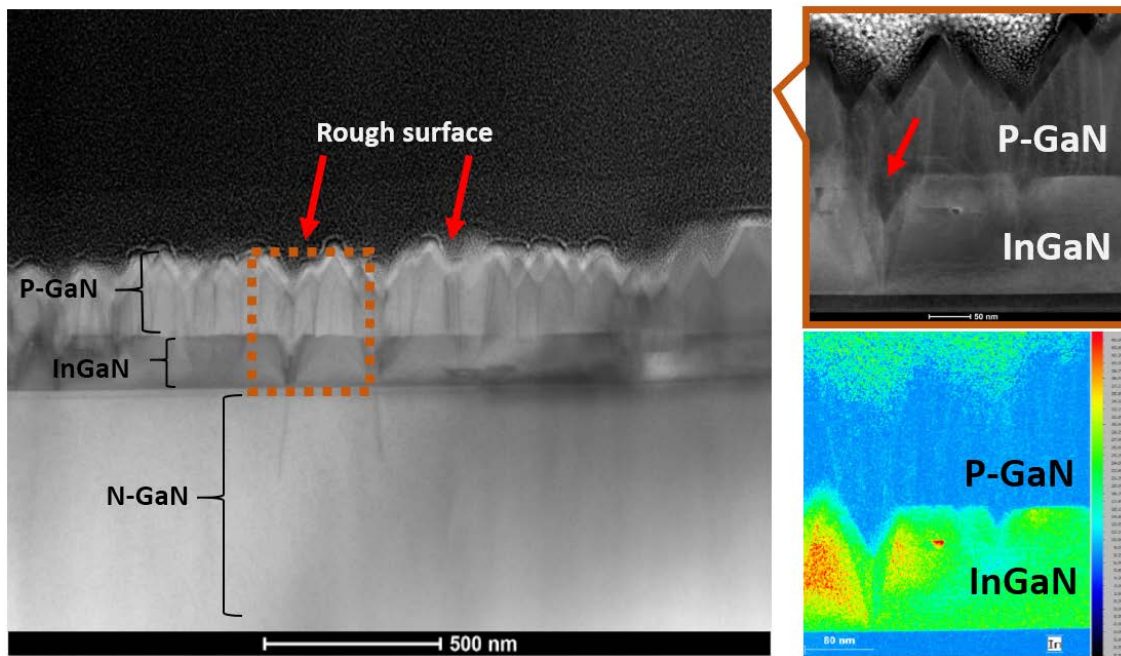 Rough surface
P-GaN
InGaN
N-GaN
500 nm
P-GaN
InGaN
50 nm
P-GaN
InGaN
80 nm
In